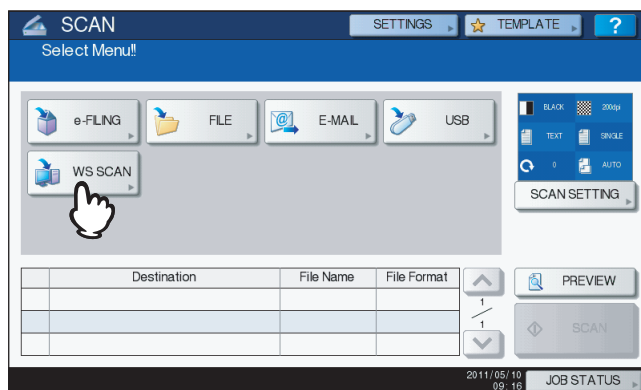 SCAN
SETTINGS
TEMPLATE
?
Select Menu!!
e-FILING
FILE
E-MAIL
USB
WS SCAN
BLACK
200dpi
TEXT
SINGLE
0
AUTO
SCAN SETTING
Destination
File Name
File Format
1
1
PREVIEW
SCAN
2011/05/10
09:16
JOB STATUS